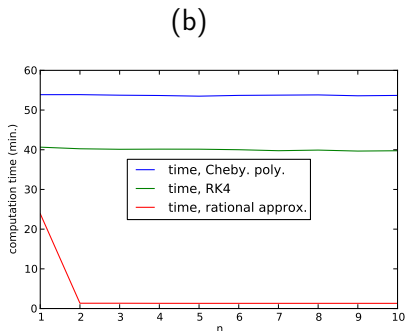 (b)
60
50
40
30
20
10
0
computation time (min.)
time, Cheby. poly.
time, RK4
time, rational approx.
1 2 3 4 5 6 7 8 9 10
n